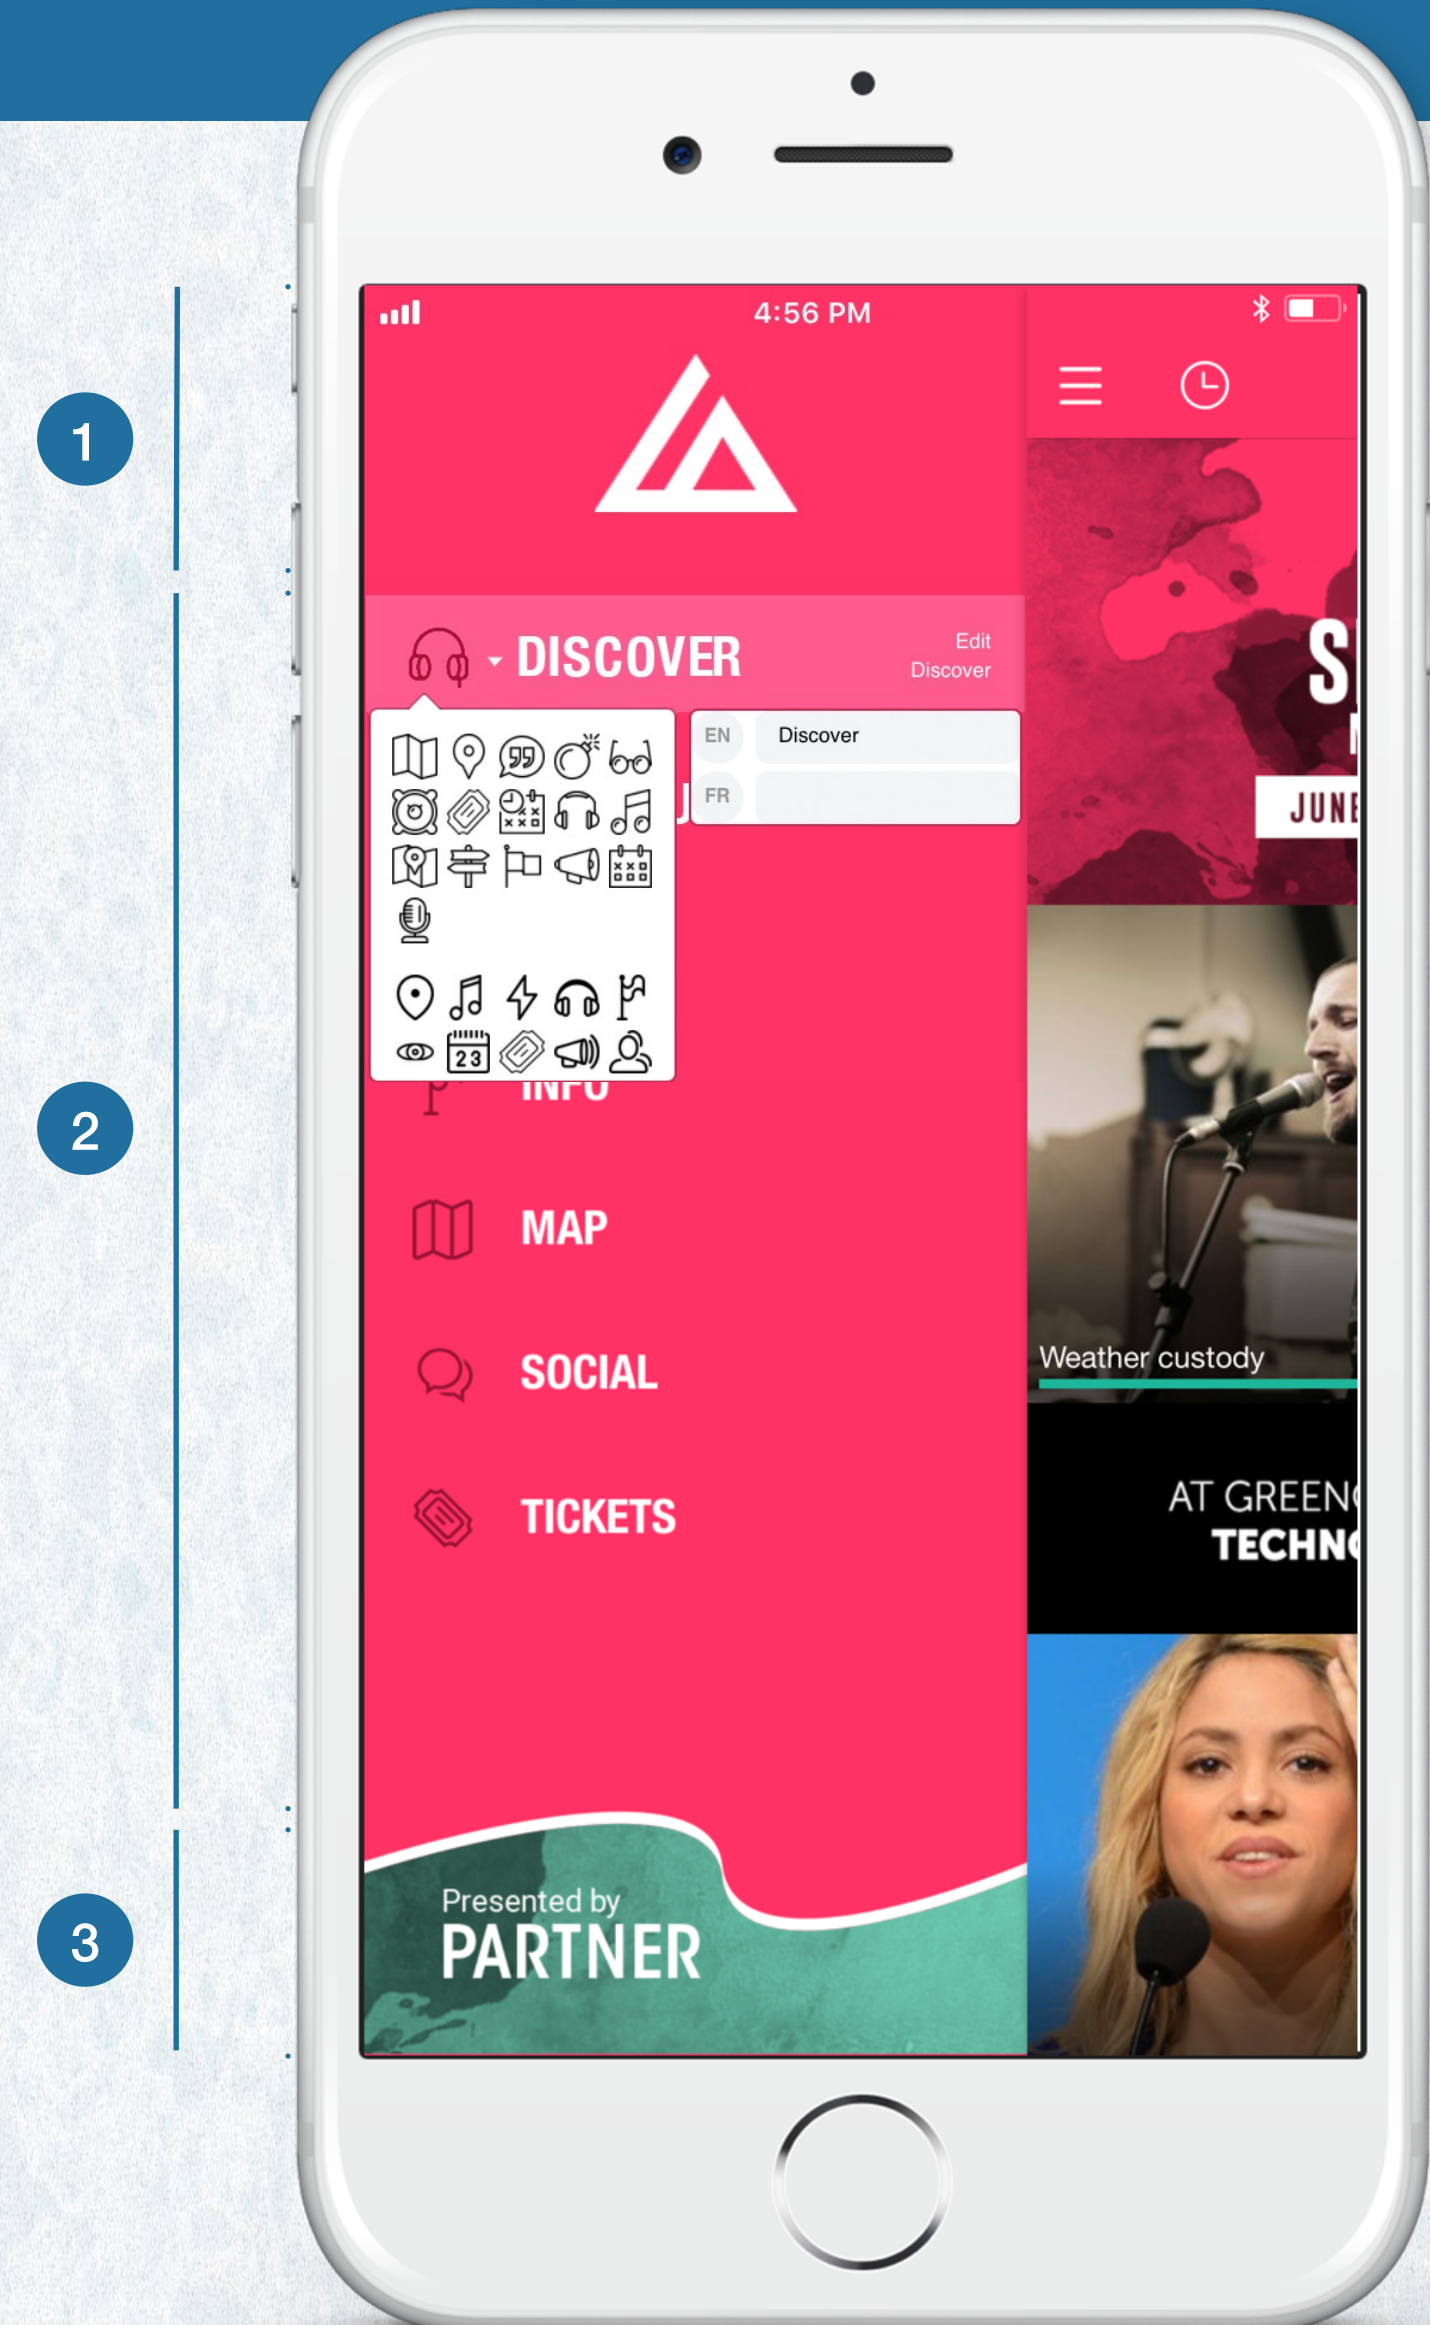 4:56 PM
1
DISCOVER
Edit
Discover
EN
Discover
FR
JUNE
2
23
INFO
MAP
SOCIAL
TICKETS
Weather custody
AT GREEN
TECHN
3
Presented by
PARTNER